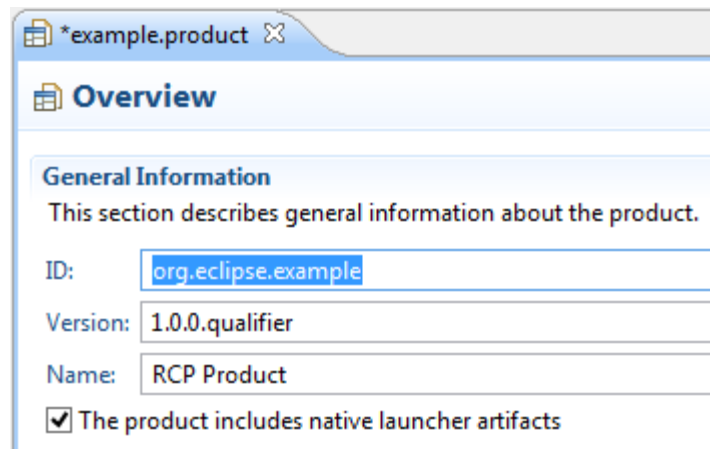 *example.product
Overview
General Information
This section describes general information about the product.
ID: org.eclipse.example
Version: 1.0.0.qualifier
Name: RCP Product
The product includes native launcher artifacts